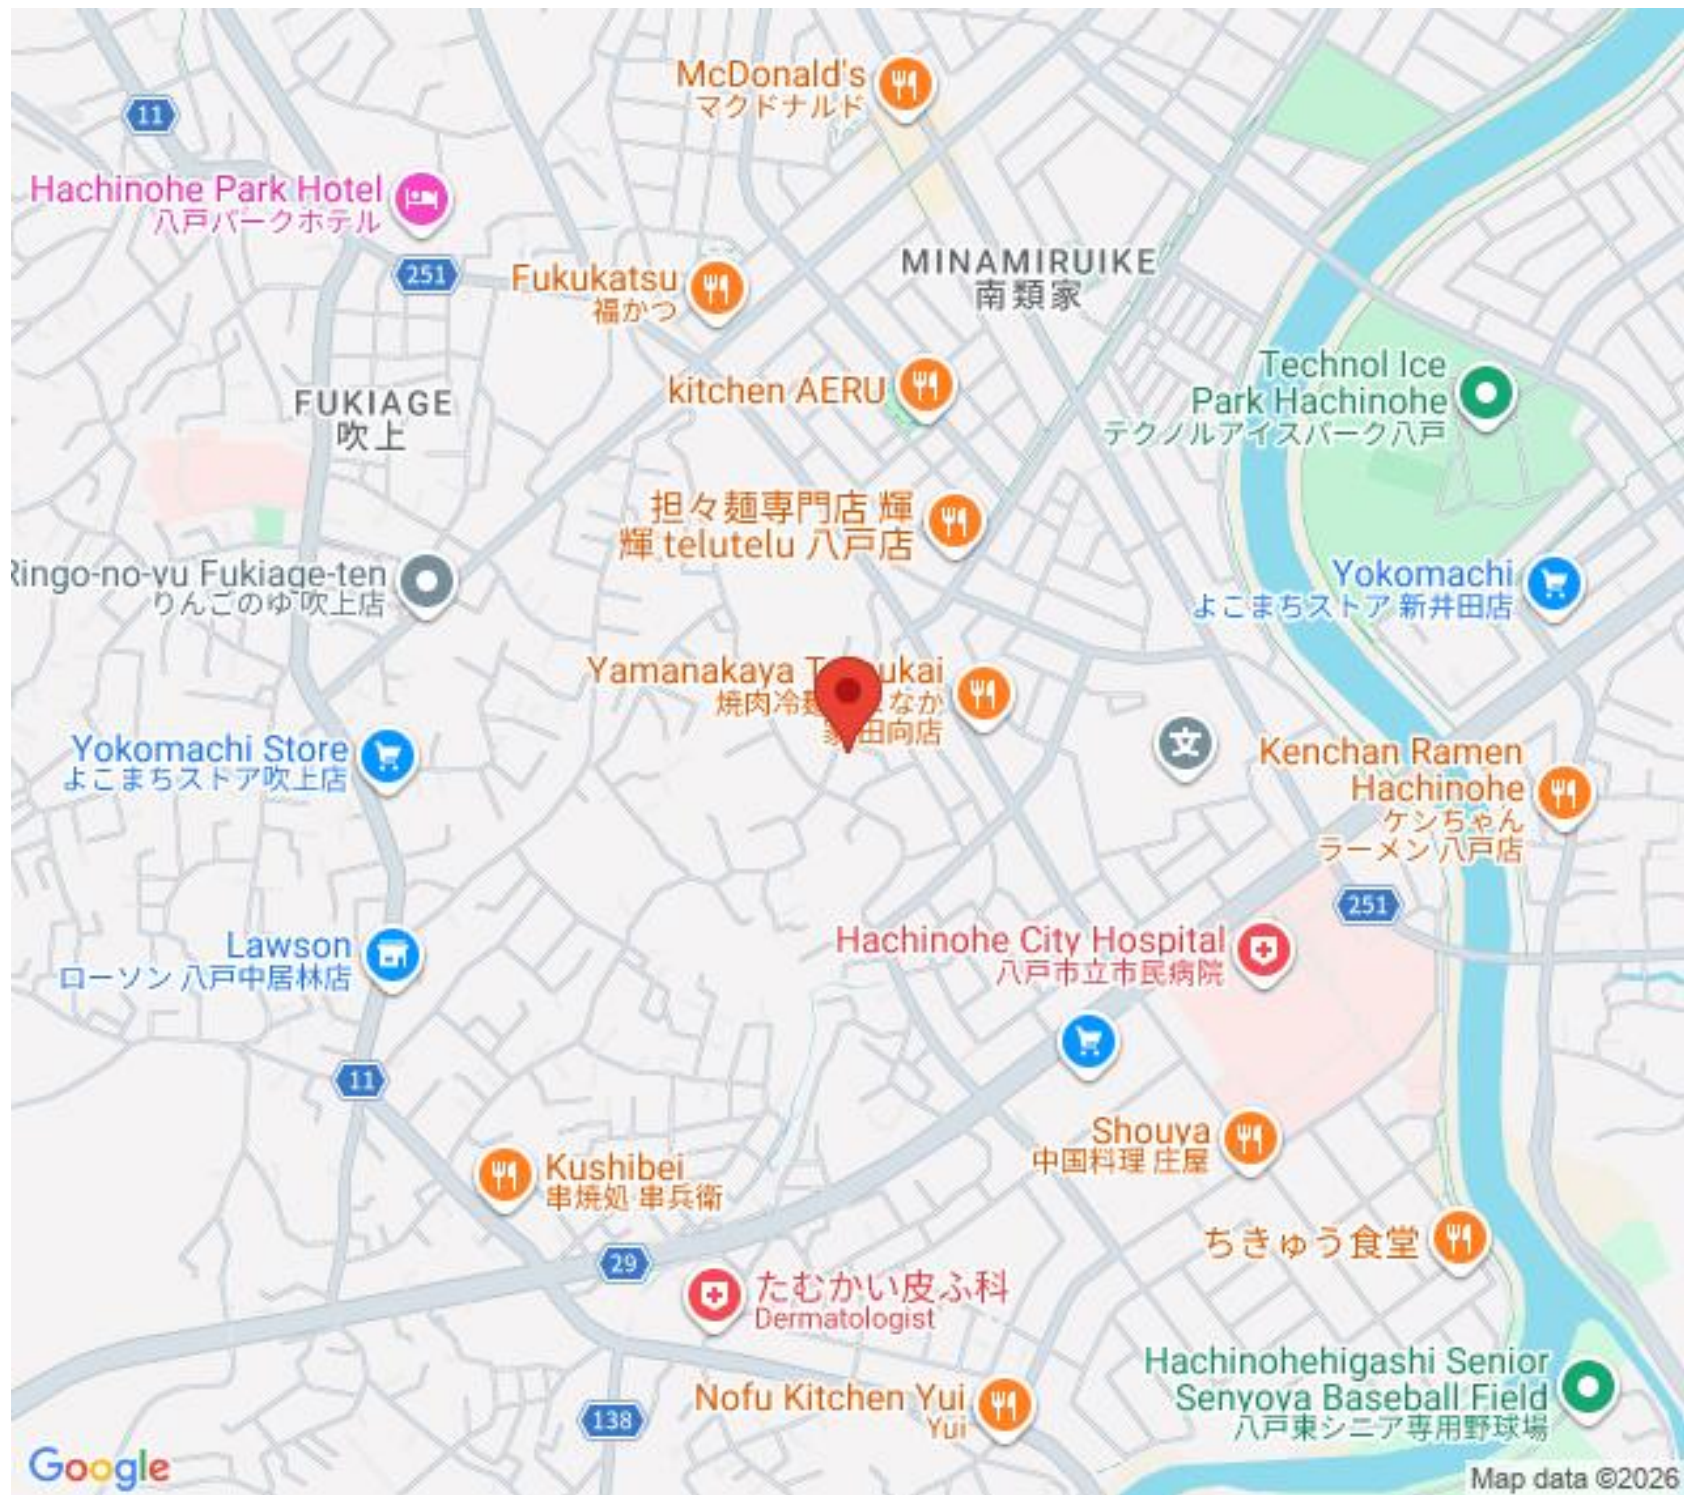 McDonald's
マクドナルド
11
Hachinohe Park Hotel
八戸パークホテル
251
Fukukatsu
福かつ
MINAMIRUIKE
南類家
kitchen AERU
Technol Ice
Park Hachinohe
テクノルアイスパーク八戸
FUKIAGE
吹上
担々麺専門店 輝
輝 telutelu 八戸店
Ringo-no-yu Fukiage-ten
りんごのゆ 吹上店
Yokomachi
よこまちストア 新井田店
Yamanakaya
焼肉冷
なか
田向店
文
Yokomachi Store
よこまちストア吹上店
Kenchan Ramen
Hachinohe
ケンちゃん
ラーメン 八戸店
251
Hachinohe City Hospital
八戸市立市民病院
Lawson
ローソン 八戸中居林店
11
Shouya
中国料理 庄屋
Kushibei
串焼処 串兵衛
ちきゅう食堂
29
たむかい皮ふ科
Dermatologist
Hachinohehigashi Senior
Senyova Baseball Field
八戸東シニア専用野球場
Nofu Kitchen Yui
Yui
138
Google
Map data ©2026